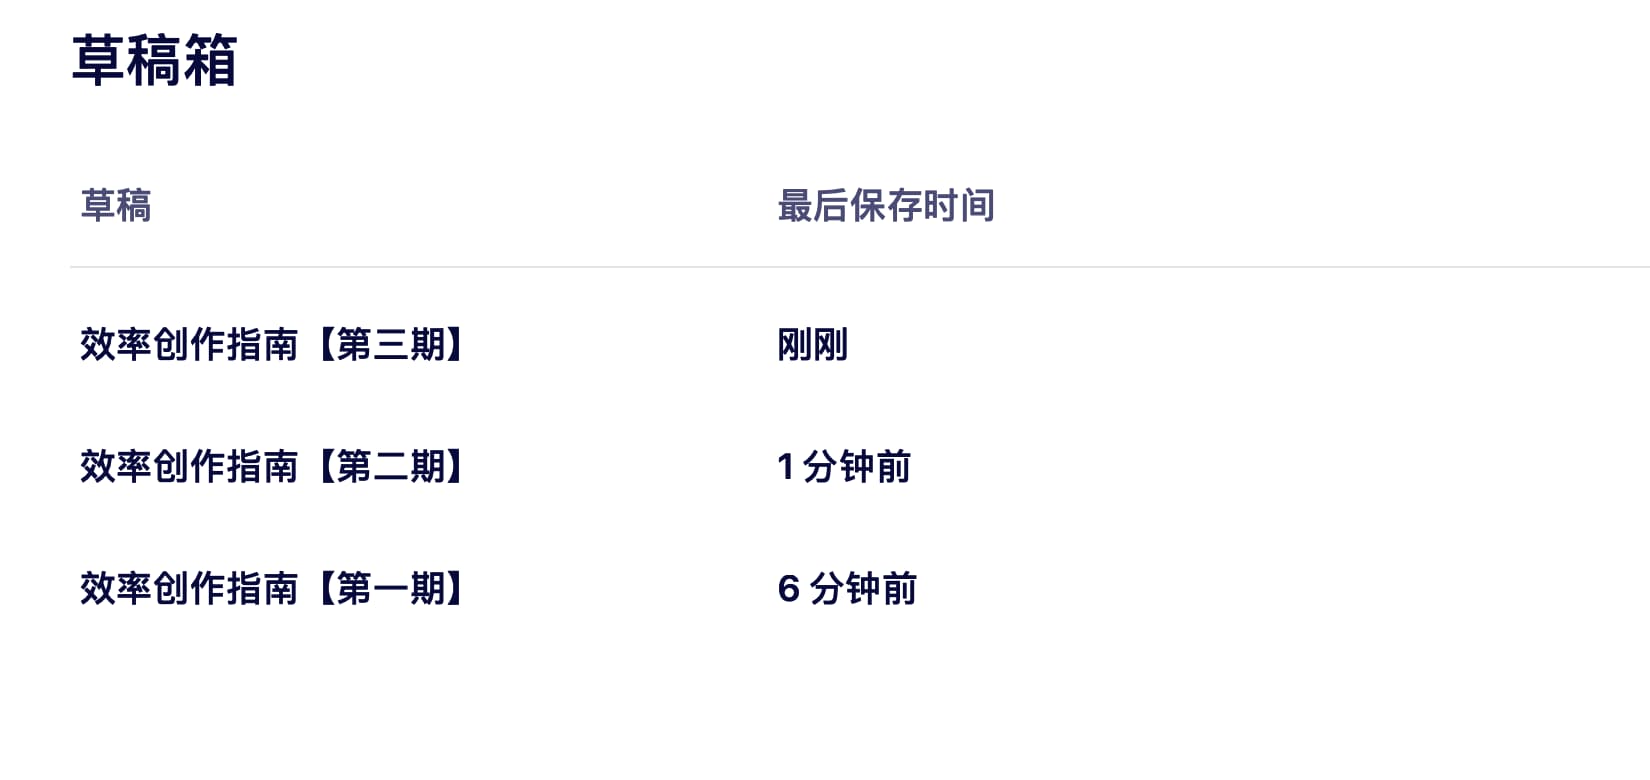 草稿箱
草稿 最后保存时间
效率创作指南【第三期】 刚刚
效率创作指南【第二期】 1 分钟前
效率创作指南【第一期】 6 分钟前